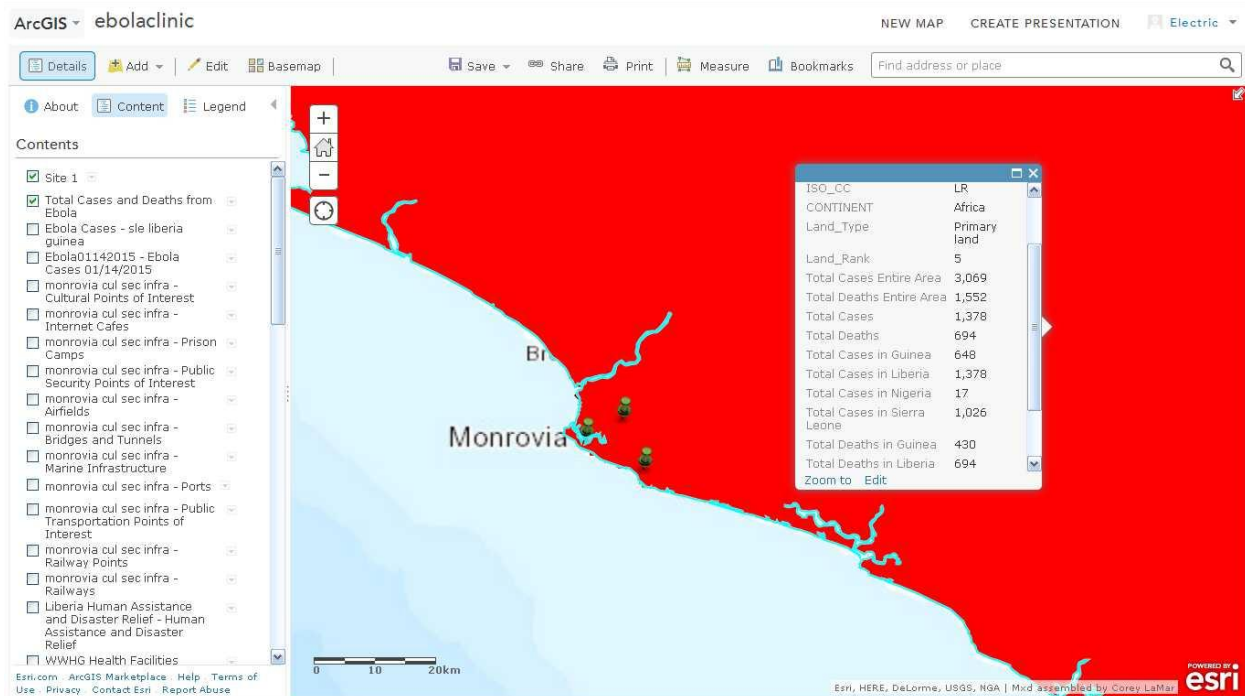 ArcGIS ebolaclinic
NEW MAP CREATE PRESENTATION Electric
Details Add Edit Basemap Save Share Print Measure Bookmarks Find address or place
About Content Legend
Contents
Site 1
Total Cases and Deaths from
Ebola
Ebola Cases - sle liberia
guinea
Ebola01142015 - Ebola
Cases 01/14/2015
monrovia cul sec infra -
Cultural Points of Interest
monrovia cul sec infra -
Internet Cafes
monrovia cul sec infra - Prison
Camps
monrovia cul sec infra - Public
Security Points of Interest
monrovia cul sec infra -
Airfields
monrovia cul sec infra -
Bridges and Tunnels
monrovia cul sec infra -
Marine Infrastructure
monrovia cul sec infra - Ports
monrovia cul sec infra - Public
Transportation Points of
Interest
monrovia cul sec infra -
Railway Points
monrovia cul sec infra -
Railways
Liberia Human Assistance
and Disaster Relief - Human
Assistance and Disaster
Relief
WWHG Health Facilities
Esri.com Arc​GIS Marketplace Help Terms of
Use Privacy Contact Esri Report Abuse
Monrovia
0 10 20km
ISO_CC LR
CONTINENT Africa
Land_Type Primary
land
Land_Rank 5
Total Cases Entire Area 3,069
Total Deaths Entire Area 1,552
Total Cases 1,378
Total Deaths 694
Total Cases in Guinea 648
Total Cases in Liberia 1,378
Total Cases in Nigeria 17
Total Cases in Sierra 1,026
Leone
Total Deaths in Guinea 430
Total Deaths in Liberia 694
Zoom to Edit
Esri, HERE, DeLorme, USGS, NGA | Mxd assembled by Corey LaMar
POWERED BY
esri